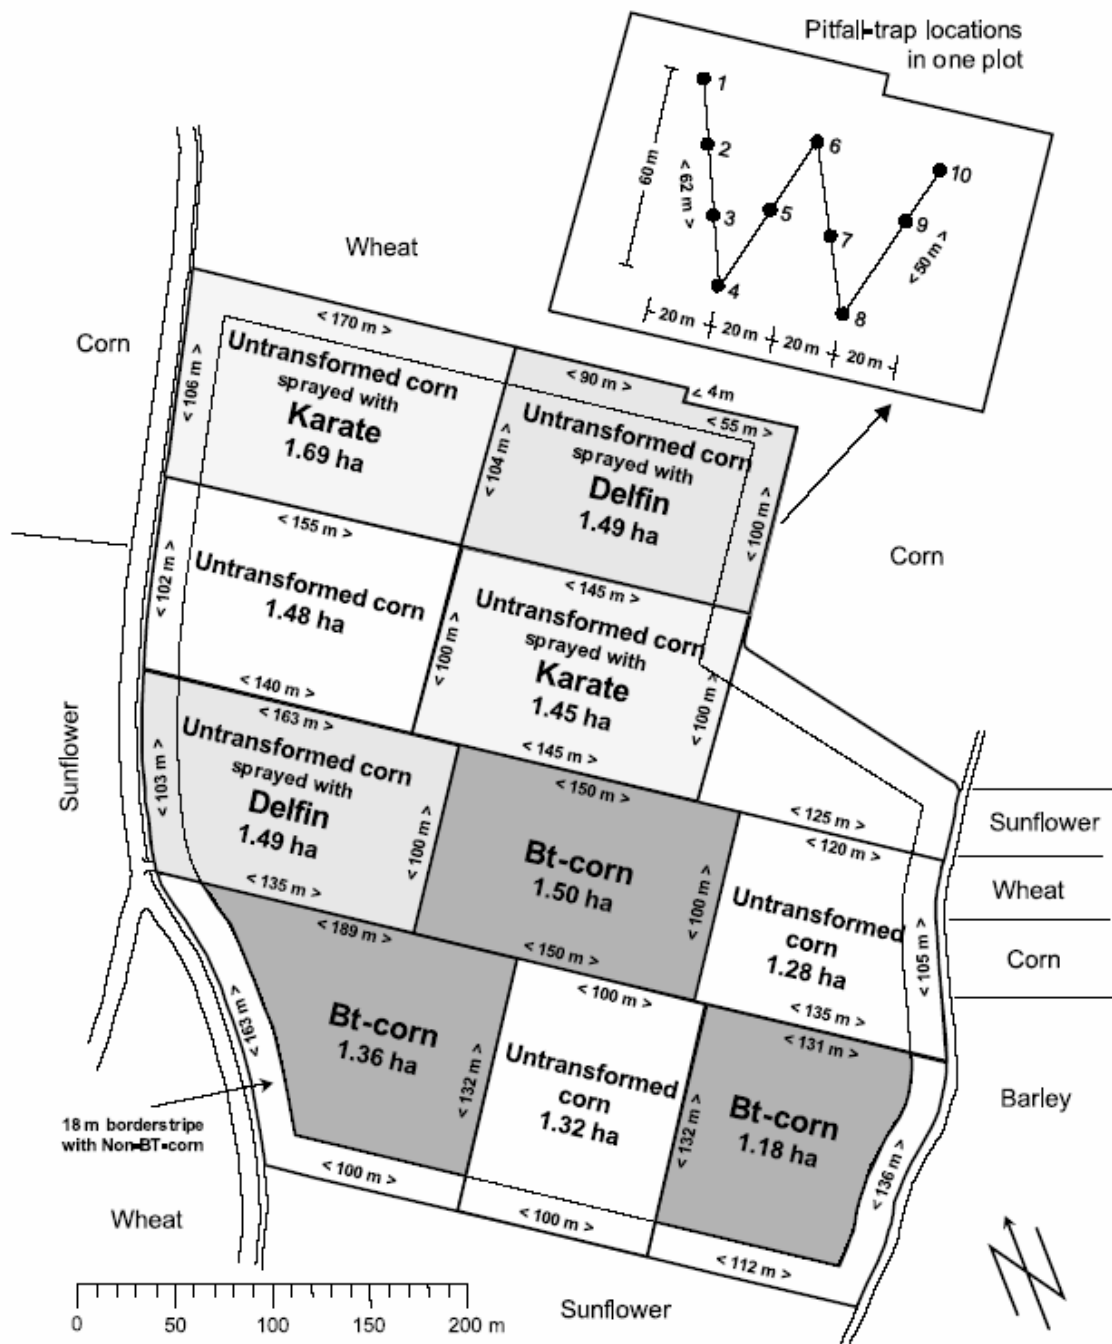 Pitfall-trap locations
in one plot
1
2
3
4
5
6
7
8
9
10
60 m
< 62 m >
< 50 m >
20 m
20 m
20 m
20 m
Wheat
Corn
< 170 m >
< 106 m >
Untransformed corn
sprayed with
Karate
1.69 ha
< 90 m >
< 4m
< 55 m >
< 104 m >
Untransformed corn
sprayed with
Delfin
1.49 ha
< 100 m >
Corn
< 155 m >
< 102 m >
Untransformed corn
1.48 ha
< 140 m >
< 145 m >
< 100 m >
Untransformed corn
sprayed with
Karate
1.45 ha
< 100 m >
< 145 m >
Sunflower
< 163 m >
< 103 m >
Untransformed corn
sprayed with
Delfin
1.49 ha
< 100 m >
< 135 m >
< 150 m >
Bt-corn
1.50 ha
< 100 m >
< 150 m >
< 125 m >
< 120 m >
Untransformed
corn
1.28 ha
< 105 m >
< 135 m >
Sunflower
Wheat
Corn
Barley
< 189 m >
< 163 m >
Bt-corn
1.36 ha
< 132 m >
< 100 m >
< 100 m >
Untransformed
corn
1.32 ha
< 132 m >
< 100 m >
< 131 m >
Bt-corn
1.18 ha
< 136 m >
< 112 m >
18 m borderstripe
with Non-BT-corn
Wheat
Sunflower
0 50 100 150 200 m
N